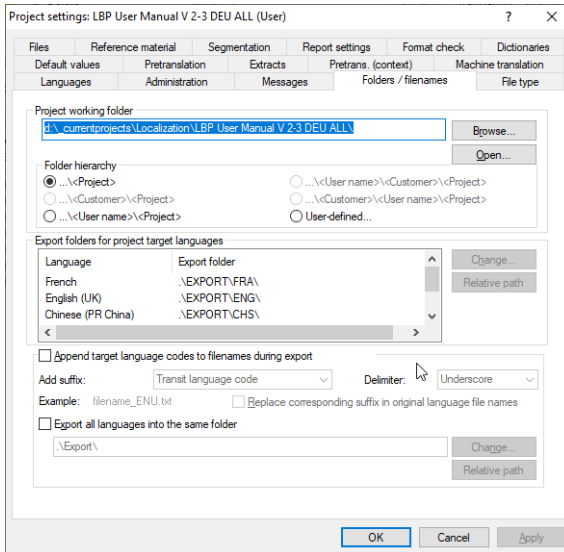 Project settings: LBP User Manual V 2-3 DEU ALL (User)
Files Reference material Segmentation Report settings Format check Dictionaries
Default values Pretranslation Extracts Pretrans. (context) Machine translation
Languages Administration Messages Folders / filenames File type
Project working folder
d:\_currentprojects\Localization\LBP User Manual V 2-3 DEU ALL\ Browse...
Open...
Folder hierarchy
...\<Project> ...\<User name>\<Customer>\<Project>
...\<Customer>\<Project> ...\<Customer>\<User name>\<Project>
...\<User name>\<Project> User-defined...
Export folders for project target languages
Language Export folder Change...
French .\EXPORT\FRA\ Relative path
English (UK) .\EXPORT\ENG\
Chinese (PR China) .\EXPORT\CHS\
Append target language codes to filenames during export
Add suffix: Transit language code Delimiter: Underscore
Example: filename_ENU.txt Replace corresponding suffix in original language file names
Export all languages into the same folder
.\Export\ Change...
Relative path
OK Cancel Apply